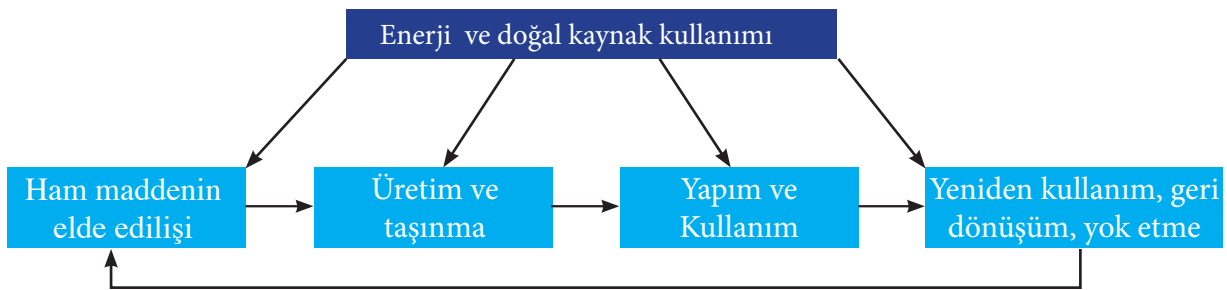 Enerji ve doğal kaynak kullanımı
Ham maddenin
elde edilişi
Üretim ve
taşınma
Yapım ve
Kullanım
Yeniden kullanım, geri
dönüşüm, yok etme